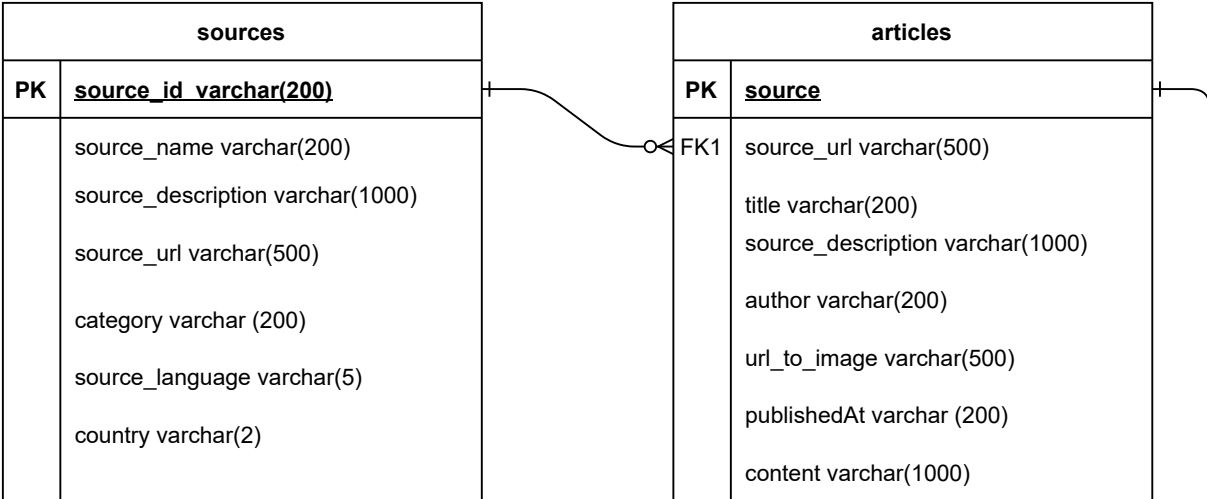 sources
PK source_id varchar(200)
source_name varchar(200)
source_description varchar(1000)
source_url varchar(500)
category varchar (200)
source_language varchar(5)
country varchar(2)
articles
PK source
FK1 source_url varchar(500)
title varchar(200)
source_description varchar(1000)
author varchar(200)
url_to_image varchar(500)
publishedAt varchar (200)
content varchar(1000)